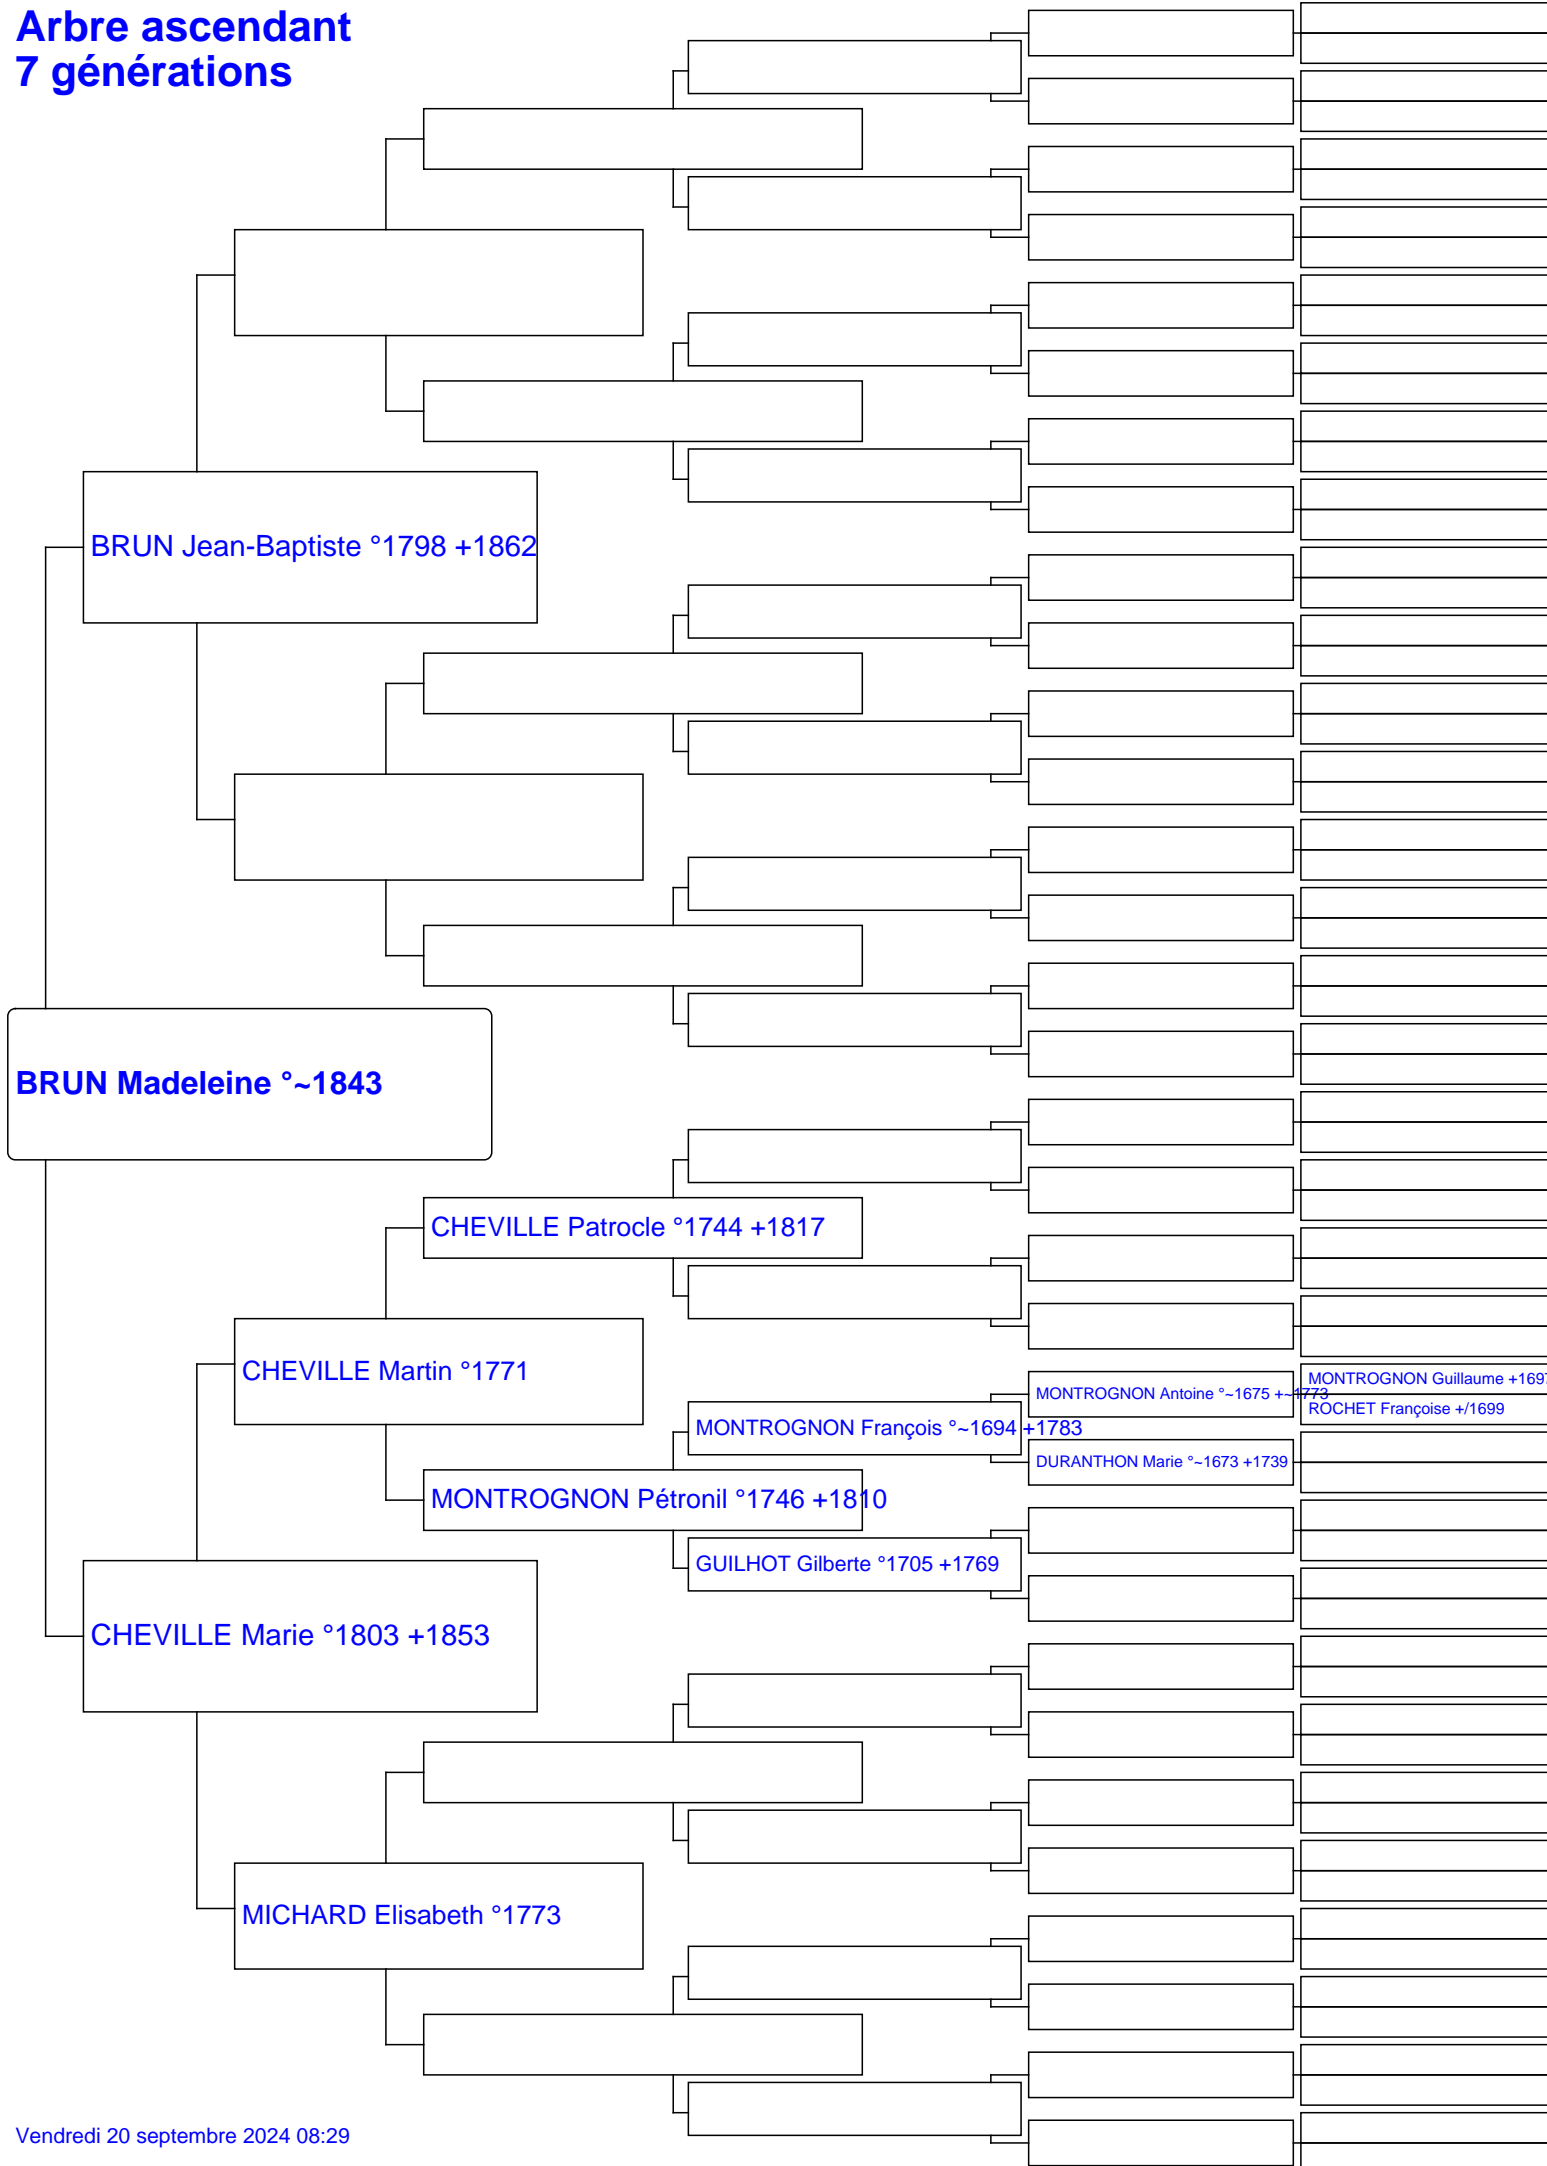 Arbre ascendant
7 générations
BRUN Jean-Baptiste °1798 +1862
BRUN Madeleine °~1843
CHEVILLE Patrocle °1744 +1817
CHEVILLE Martin °1771
MONTROGNON Antoine °~1675 +~1773
MONTROGNON Guillaume +1697
ROCHET Françoise +/1699
MONTROGNON François °~1694 +1783
DURANTHON Marie °~1673 +1739
MONTROGNON Pétronil °1746 +1810
GUILHOT Gilberte °1705 +1769
CHEVILLE Marie °1803 +1853
MICHARD Elisabeth °1773
Vendredi 20 septembre 2024 08:29